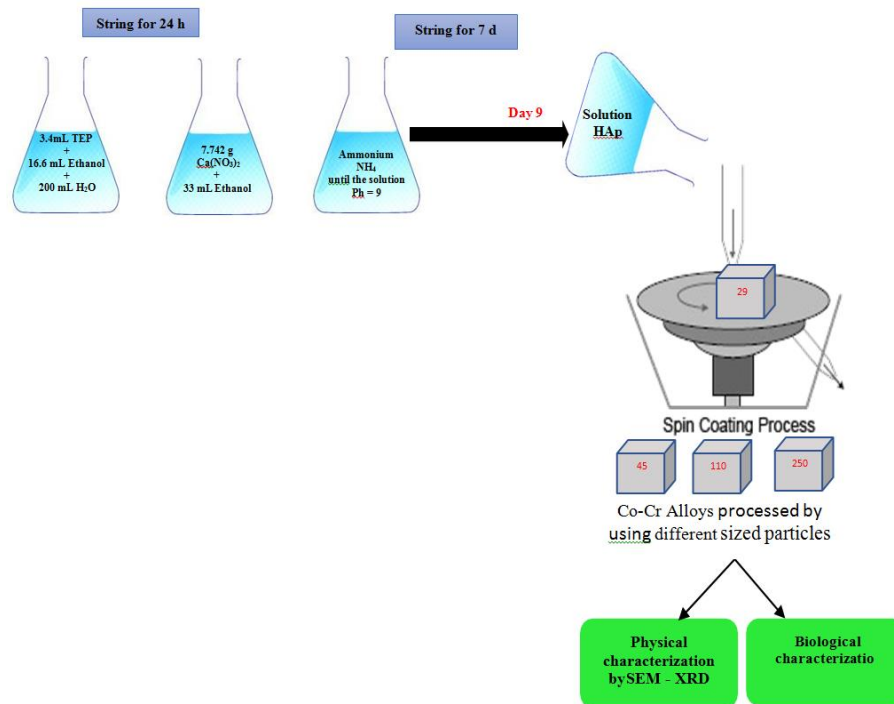 String for 24 h
String for 7 d
3.4mL TEP
+
16.6 mL Ethanol
+
200 mL H₂O
7.742 g
Ca(NO₃)₂
+
33 mL Ethanol
Ammonium
NH₄
until the solution
Ph = 9
Day 9
Solution
HAp
29
Spin Coating Process
45
110
250
Co-Cr Alloys processed by
using different sized particles
Physical
characterization
bySEM - XRD
Biological
characterizatio